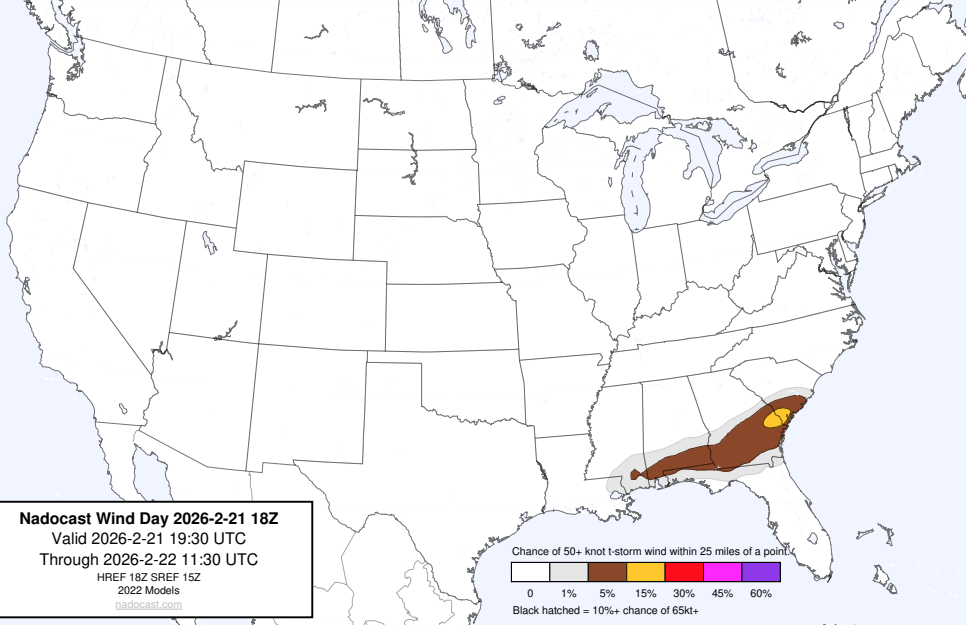 Nadocast Wind Day 2026-2-21 18Z
Valid 2026-2-21 19:30 UTC
Through 2026-2-22 11:30 UTC
HREF 18Z SREF 15Z
2022 Models
nadocast.com
Chance of 50+ knot t-storm wind within 25 miles of a point.
0 1% 5% 15% 30% 45% 60%
Black hatched = 10%+ chance of 65kt+